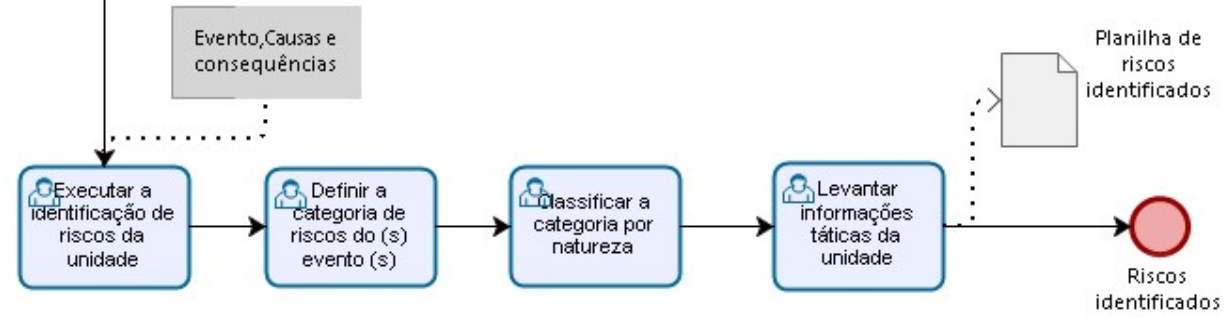 Evento,Causas e
consequências
Planilha de
riscos
identificados
Executar a
identificação de
riscos da
unidade
Definir a
categoria de
riscos do (s)
evento (s)
Classificar a
categoria por
natureza
Levantar
informações
táticas da
unidade
Riscos
identificados